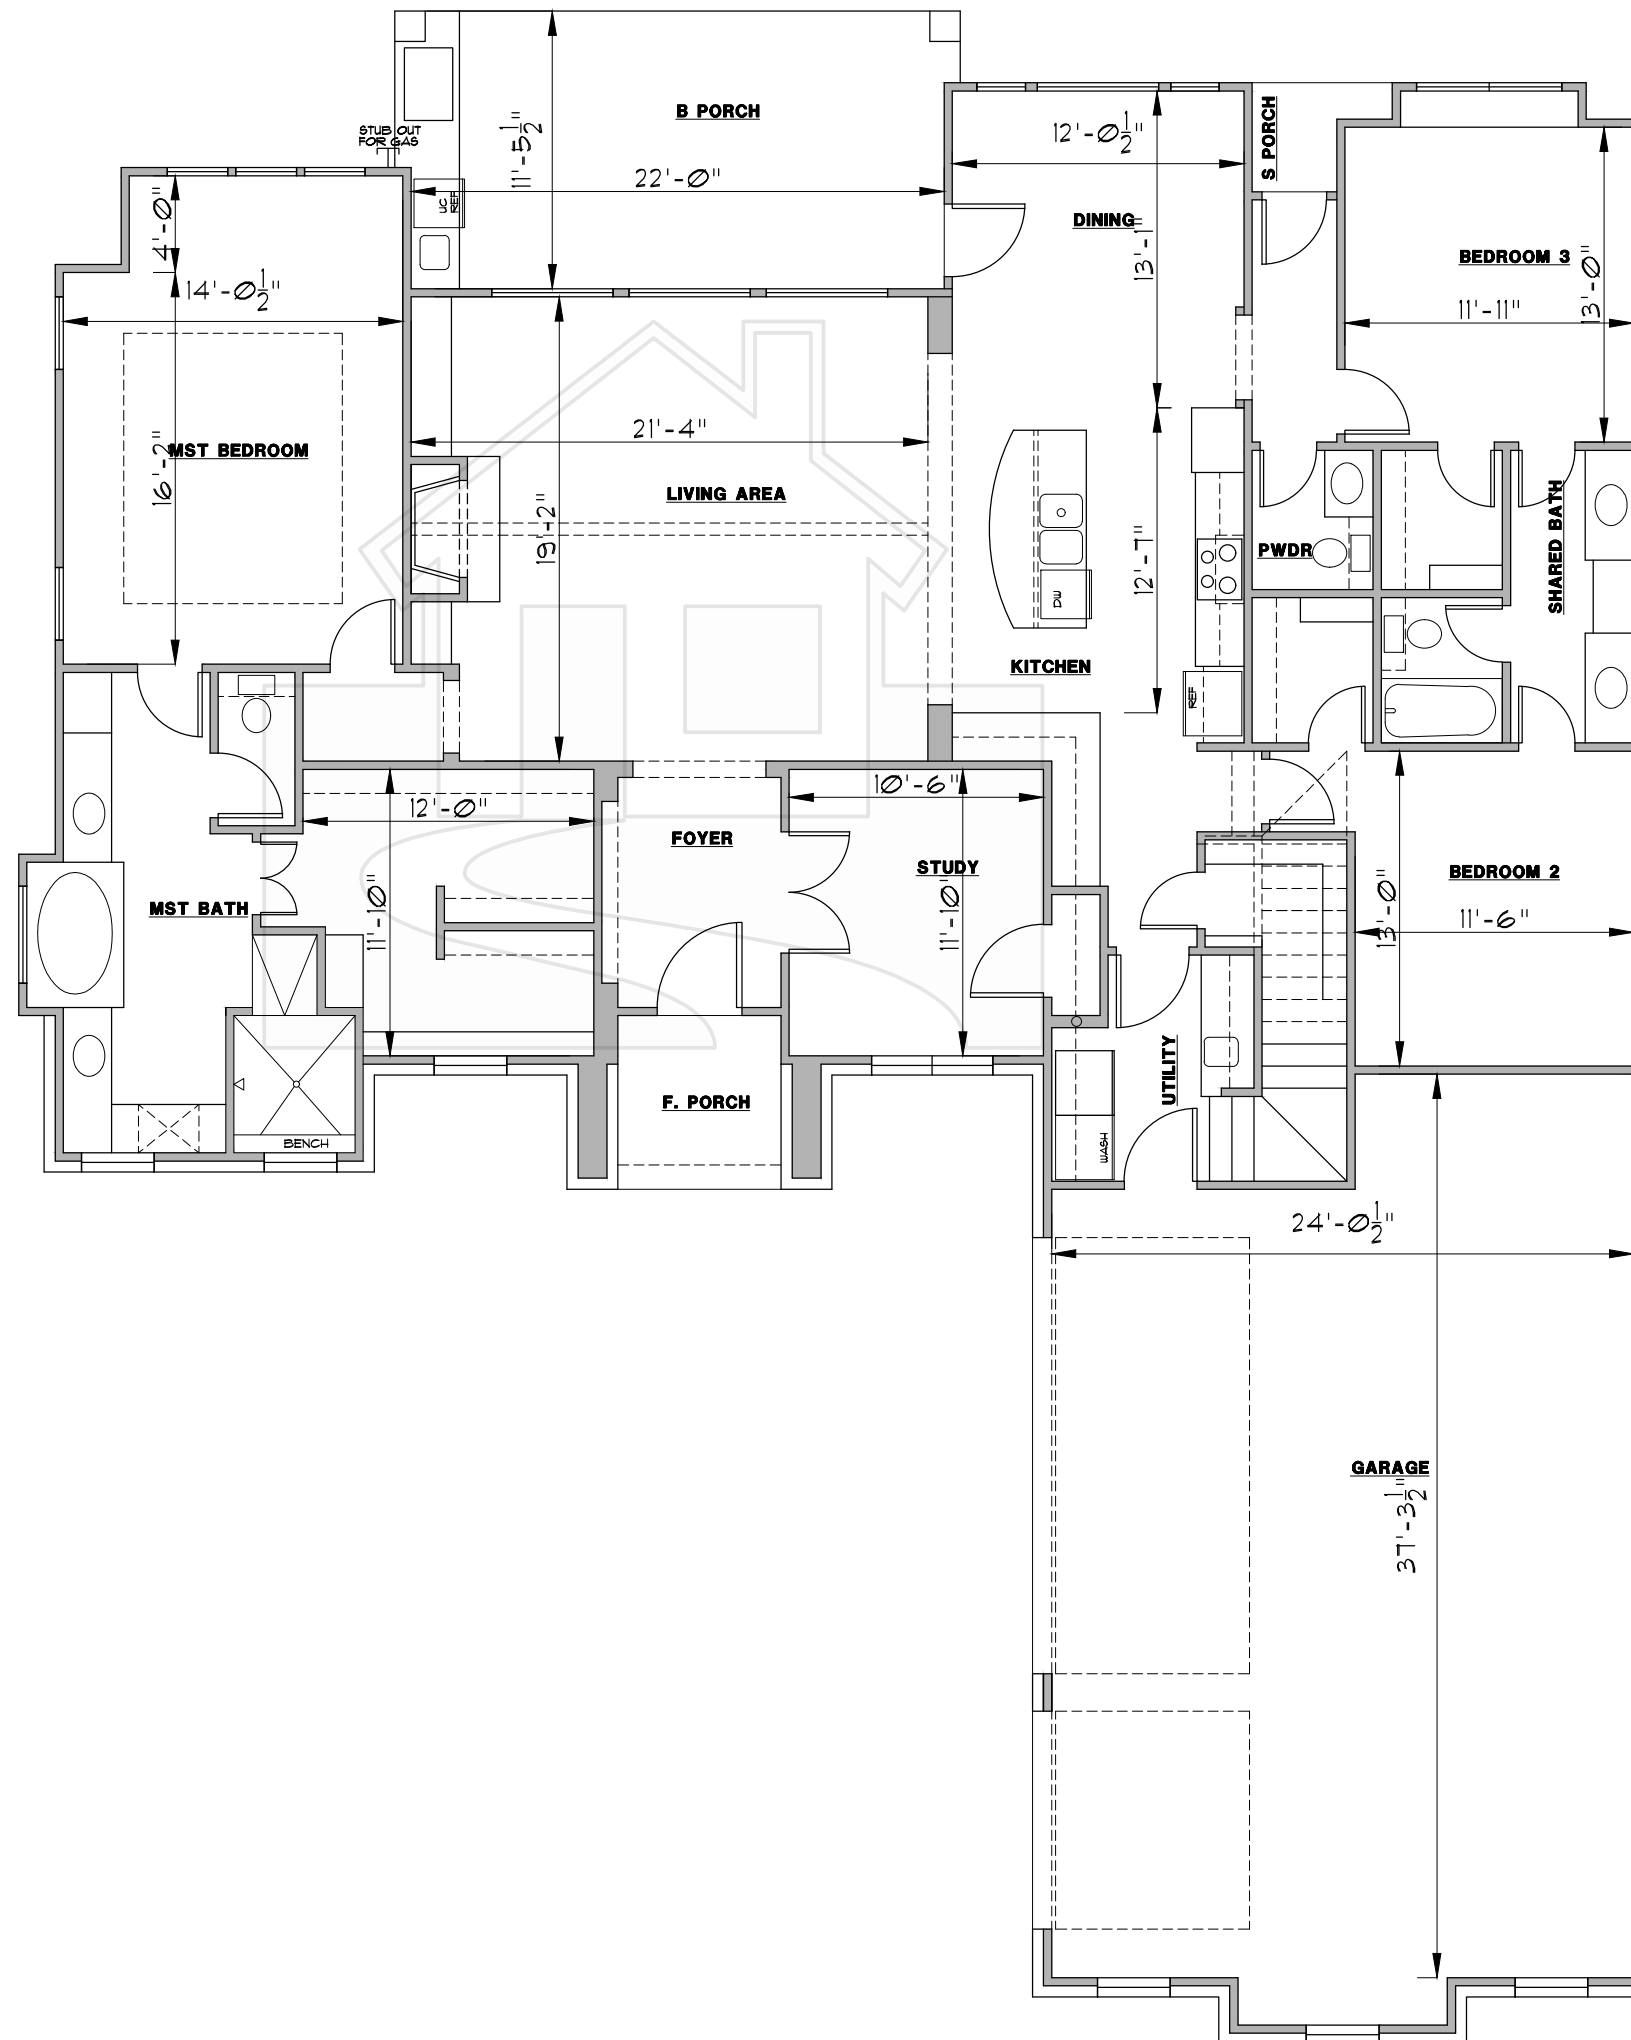 B PORCH
11'-5 1/2"
22'-0"
STUB OUT
FOR GAS
UC
REF
12'-0 1/2"
S PORCH
DINING
13'-1"
BEDROOM 3
11'-11"
13'-0"
4'-0"
14'-0 1/2"
MST BEDROOM
16'-2"
21'-4"
LIVING AREA
19'-2"
12'-7"
DW
KITCHEN
REF
PWDR
SHARED BATH
12'-0"
11'-10"
10'-6"
FOYER
STUDY
11'-10"
MST BATH
BEDROOM 2
13'-0"
11'-6"
UTILITY
WASH
F. PORCH
BENCH
24'-0 1/2"
GARAGE
37'-3 1/2"